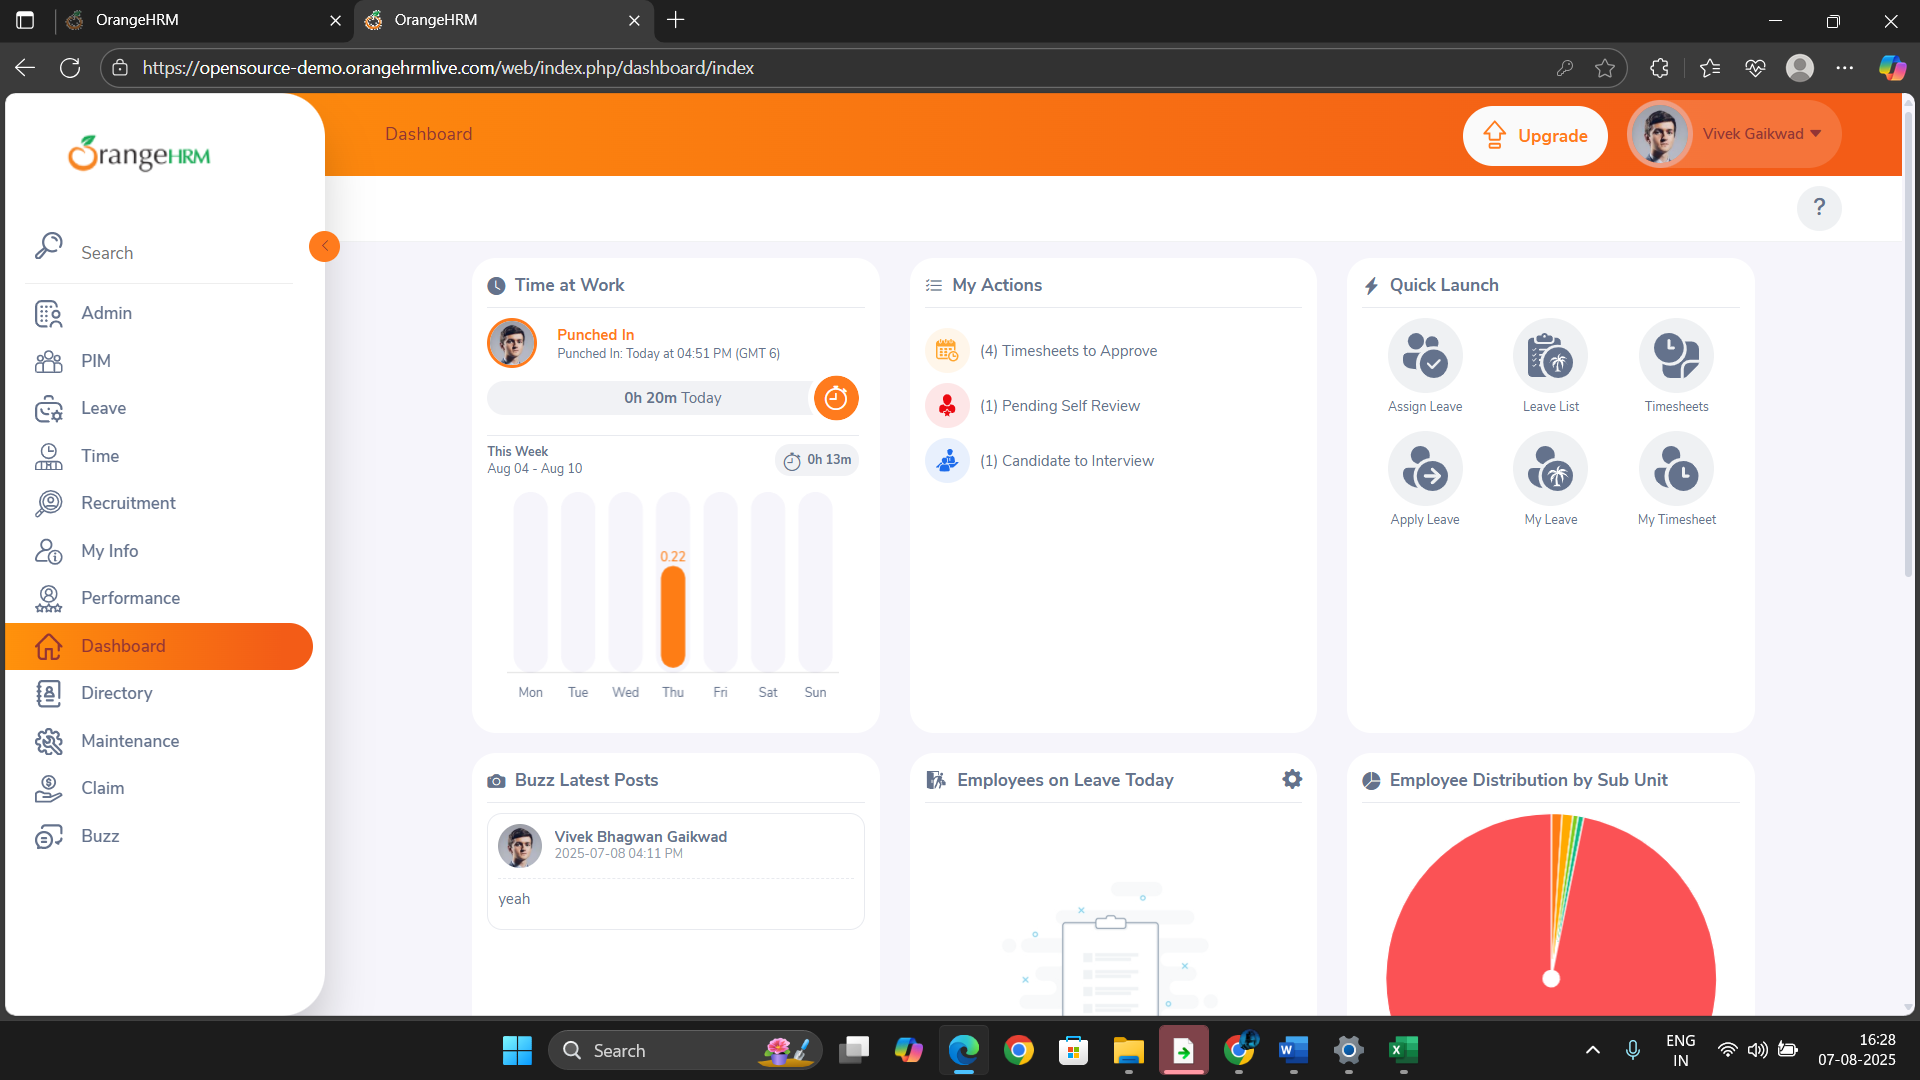 OrangeHRM
OrangeHRM
https://opensource-demo.orangehrmlive.com/web/index.php/dashboard/index
OrangeHRM
Dashboard
Upgrade
Vivek Gaikwad
?
Search
Admin
PIM
Leave
Time
Recruitment
My Info
Performance
Dashboard
Directory
Maintenance
Claim
Buzz
Time at Work
Punched In
Punched In: Today at 04:51 PM (GMT 6)
0h 20m Today
This Week
Aug 04 - Aug 10
0h 13m
0.22
Mon Tue Wed Thu Fri Sat Sun
My Actions
(4) Timesheets to Approve
(1) Pending Self Review
(1) Candidate to Interview
Quick Launch
Assign Leave Leave List Timesheets
Apply Leave My Leave My Timesheet
Buzz Latest Posts
Vivek Bhagwan Gaikwad
2025-07-08 04:11 PM
yeah
Employees on Leave Today
Employee Distribution by Sub Unit
Search
ENG
IN
16:28
07-08-2025